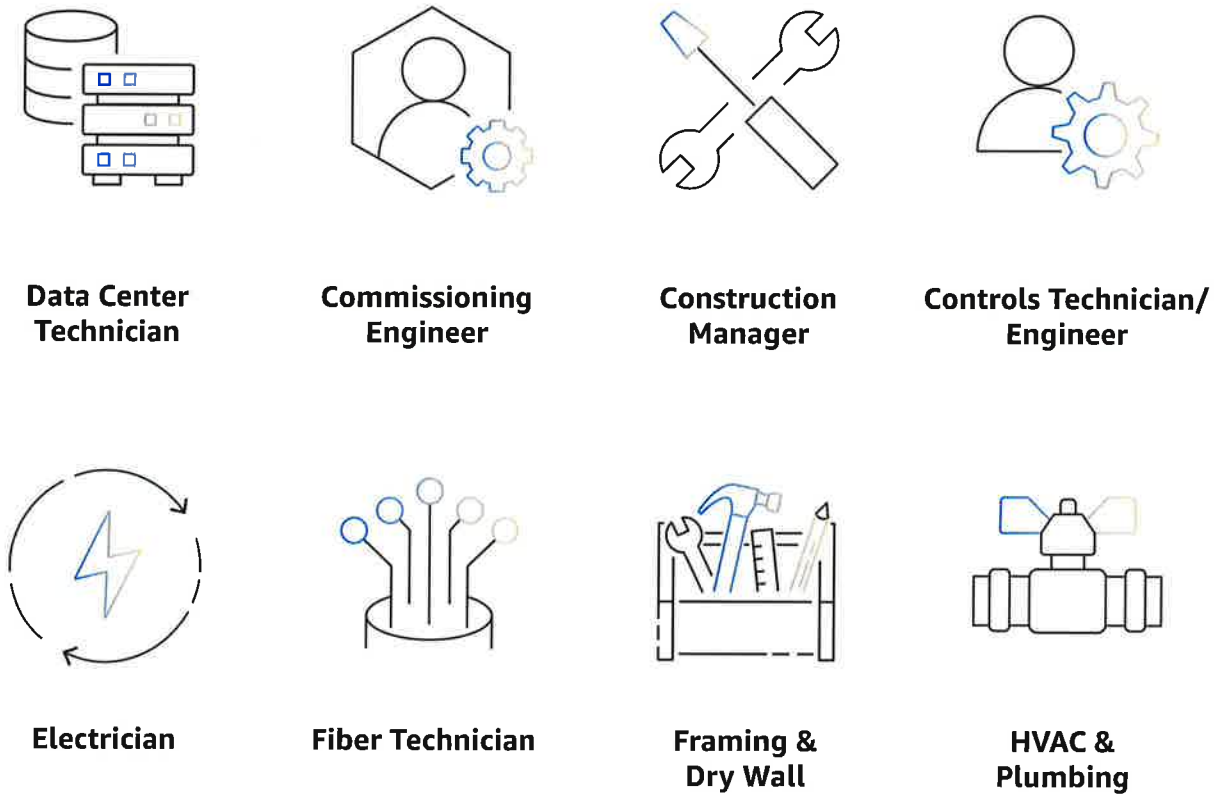 Data Center
Technician
Commissioning
Engineer
Construction
Manager
Controls Technician/
Engineer
Electrician
Fiber Technician
Framing &
Dry Wall
HVAC &
Plumbing